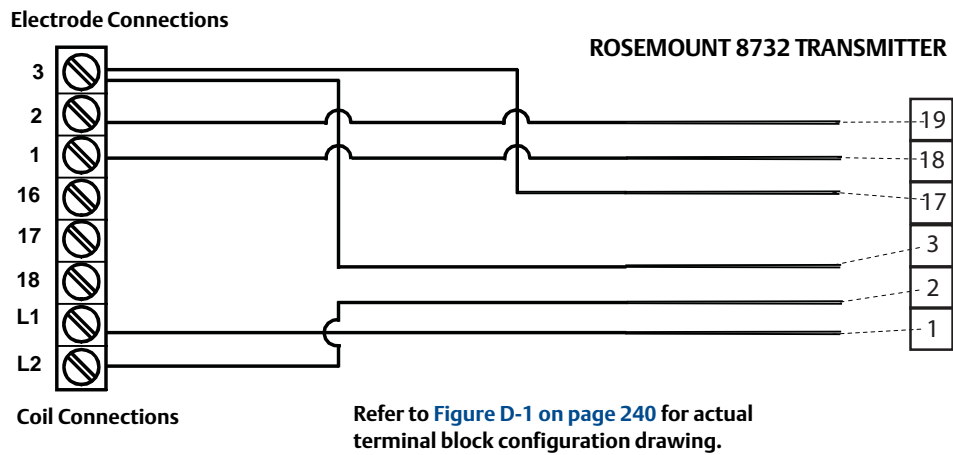 Electrode Connections
ROSEMOUNT 8732 TRANSMITTER
3
2
1
16
17
18
L1
L2
19
18
17
3
2
1
Coil Connections
Refer to Figure D-1 on page 240 for actual
terminal block configuration drawing.